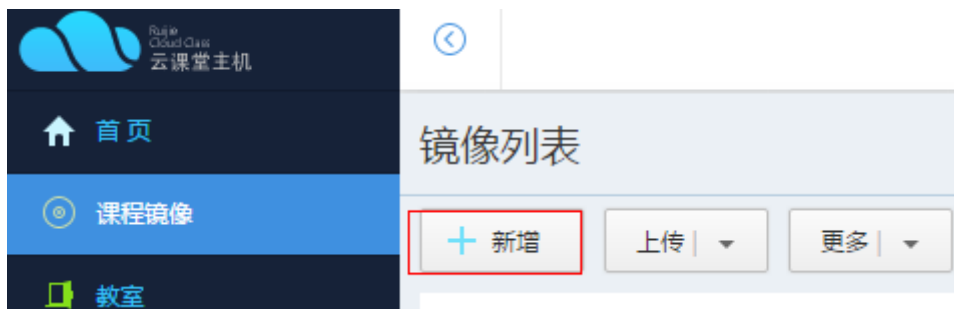 Ruijie
Cloud Class
云课堂主机
首页
课程镜像
教室
镜像列表
新增
上传
更多